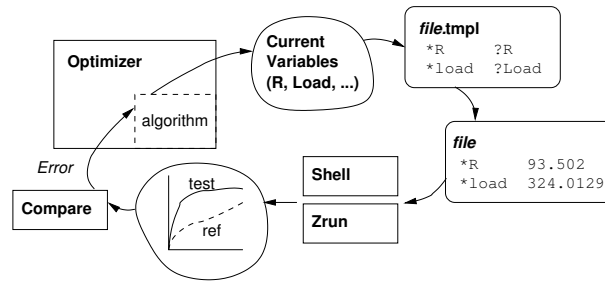 Optimizer
algorithm
Current
Variables
(R, Load, ...)
file.tmpl
*R ?R
*load ?Load
file
*R 93.502
*load 324.0129
Shell
Zrun
test
ref
Compare
Error